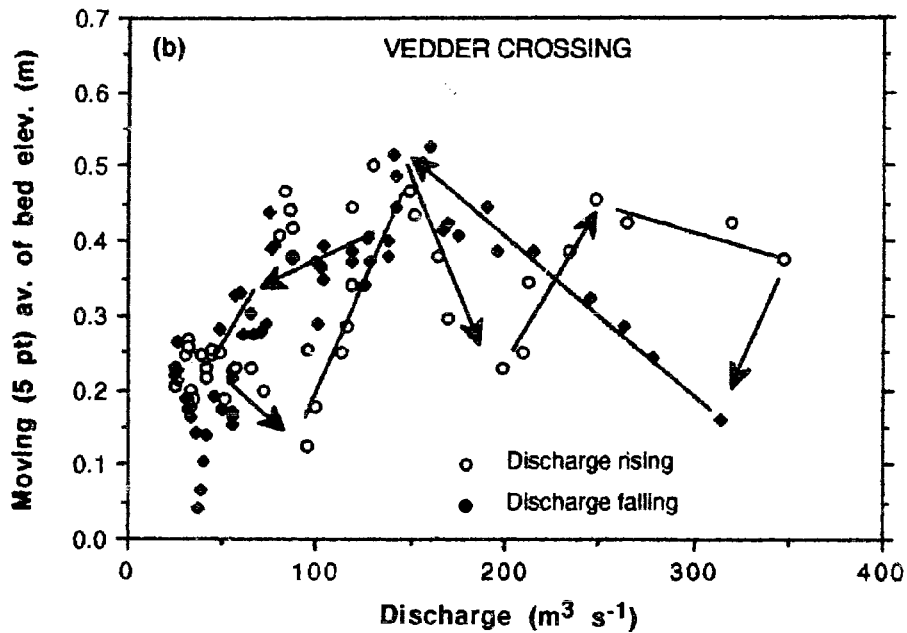 (b) VEDDER CROSSING
Moving (5 pt) av. of bed elev. (m)
0.7
0.6
0.5
0.4
0.3
0.2
0.1
0.0
Discharge rising
Discharge falling
0 100 200 300 400
Discharge (m³ s⁻¹)